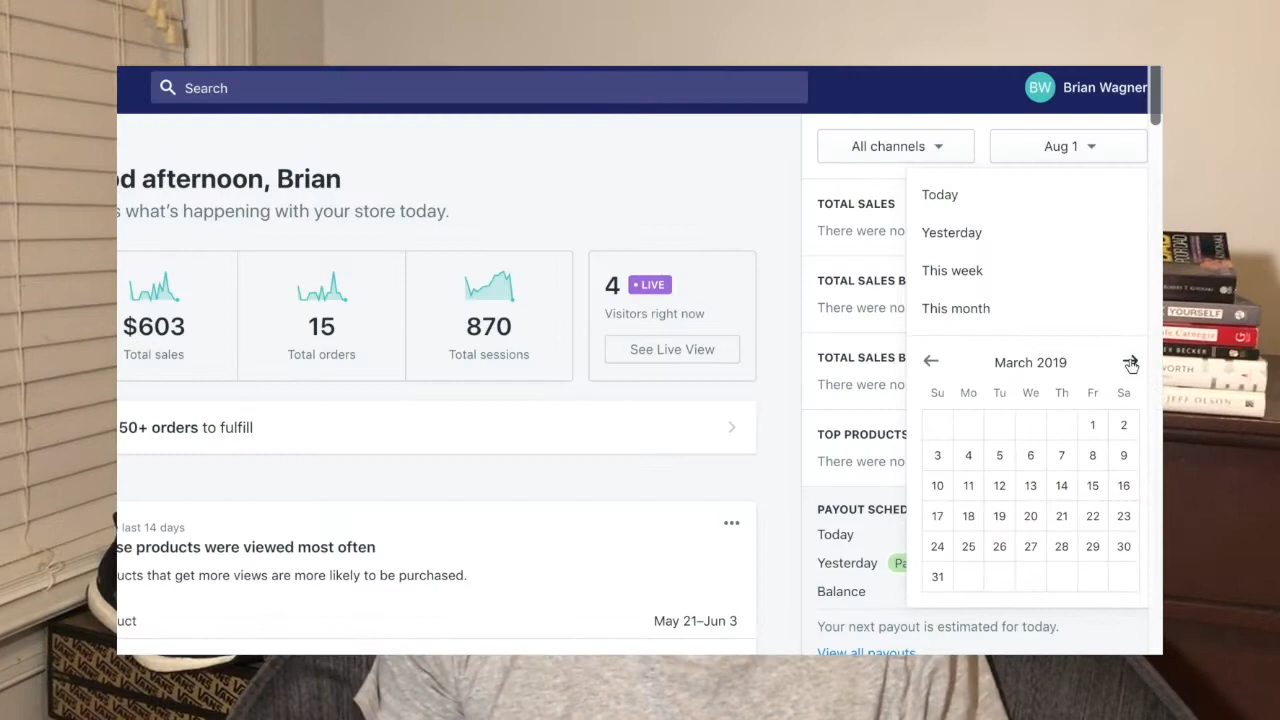 Search
BW
Brian Wagner
All channels
Aug 1
d afternoon, Brian
s what's happening with your store today.
$603
Total sales
15
Total orders
870
Total sessions
4
• LIVE
Visitors right now
See Live View
50+ orders to fulfill
last 14 days
se products were viewed most often
ucts that get more views are more likely to be purchased.
uct
May 21–Jun 3
TOTAL SALES
There were no
TOTAL SALES B
There were no
TOTAL SALES B
There were no
TOP PRODUCTS
There were no
PAYOUT SCHED
Today
Yesterday
Pa
Balance
Your next payout is estimated for today.
View all payouts
Today
Yesterday
This week
This month
March 2019
Su Mo Tu We Th Fr Sa
1 2
3 4 5 6 7 8 9
10 11 12 13 14 15 16
17 18 19 20 21 22 23
24 25 26 27 28 29 30
31
YOURSELF
Carnegie
BECKER
WORTH
JEFF OLSON
VANS